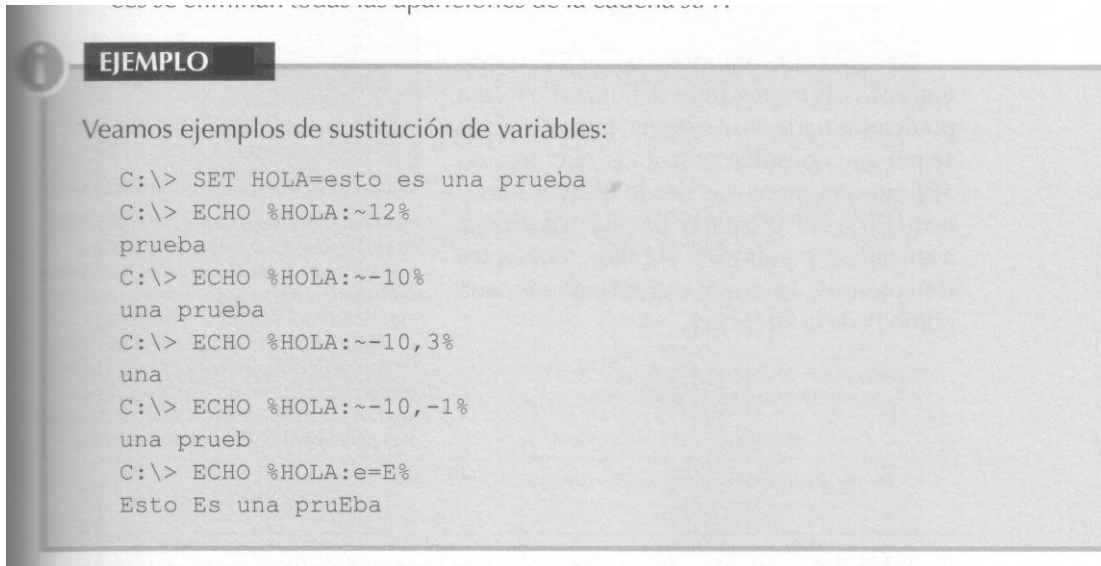 EJEMPLO
Veamos ejemplos de sustitución de variables:
C:\> SET HOLA=esto es una prueba
C:\> ECHO %HOLA:~12%
prueba
C:\> ECHO %HOLA:~-10%
una prueba
C:\> ECHO %HOLA:~-10,3%
una
C:\> ECHO %HOLA:~-10,-1%
una prueb
C:\> ECHO %HOLA:e=E%
Esto Es una pruEba